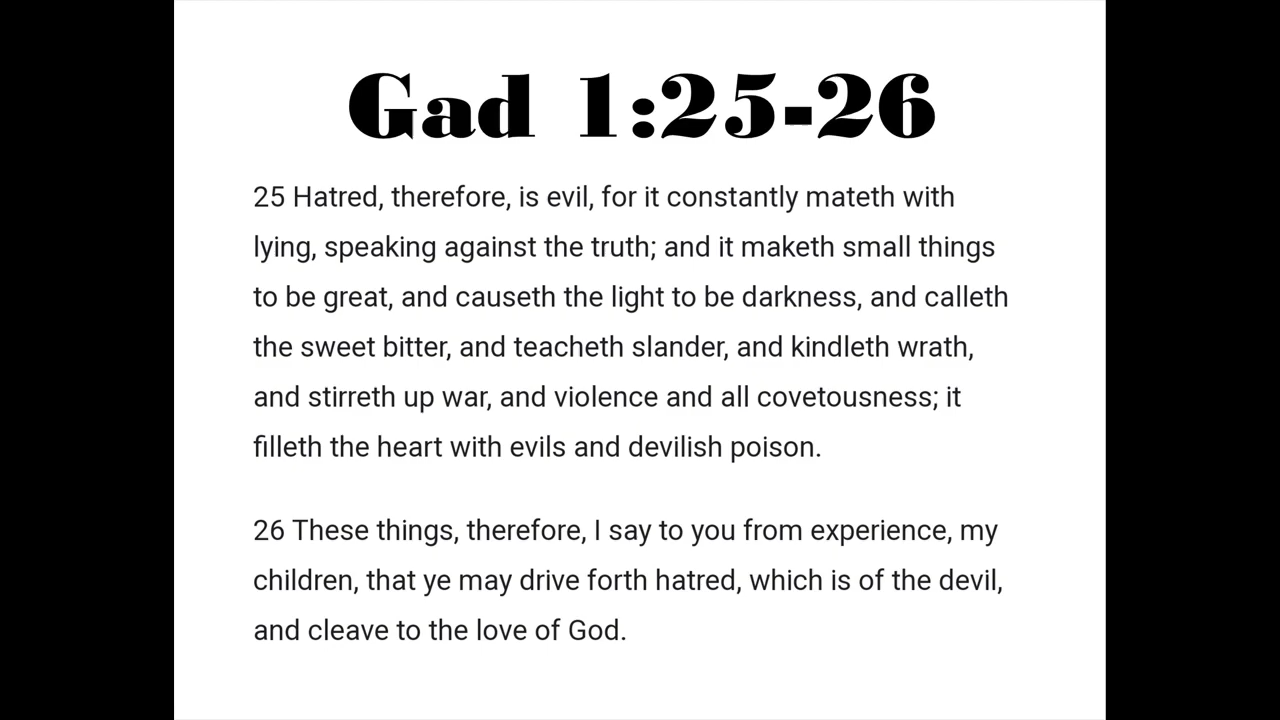 Gad 1:25-26
25 Hatred, therefore, is evil, for it constantly mateth with
lying, speaking against the truth; and it maketh small things
to be great, and causeth the light to be darkness, and calleth
the sweet bitter, and teacheth slander, and kindleth wrath,
and stirreth up war, and violence and all covetousness; it
filleth the heart with evils and devilish poison.
26 These things, therefore, I say to you from experience, my
children, that ye may drive forth hatred, which is of the devil,
and cleave to the love of God.